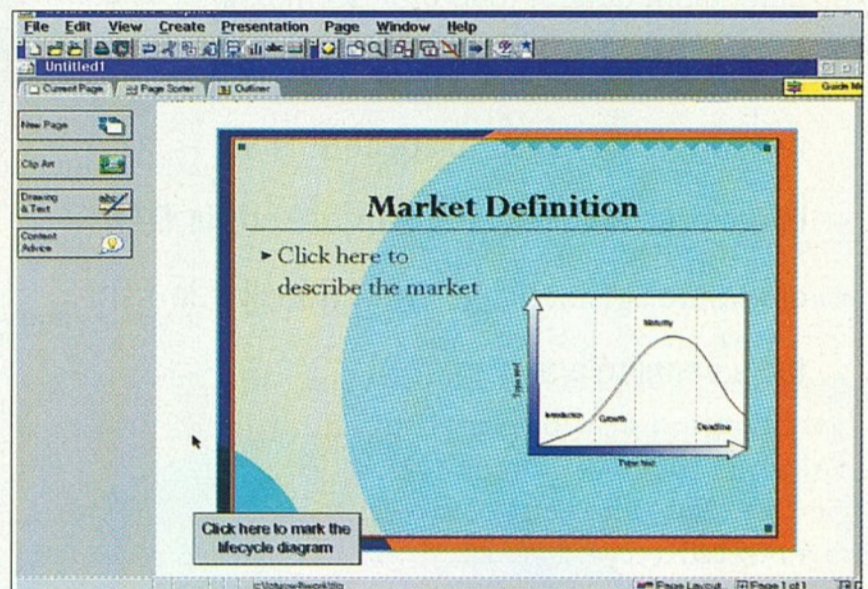 File Edit View Create Presentation Page Window Help
Untitled1
Current Page Page Sorter Outliner
Guide Me
New Page
Clip Art
Drawing
& Text
Content
Advice
Market Definition
► Click here to
describe the market
Maturity
Type text
Introduction
Growth
Deadline
Type text
Click here to mark the
lifecycle diagram
Page Layout Page 1 of 1